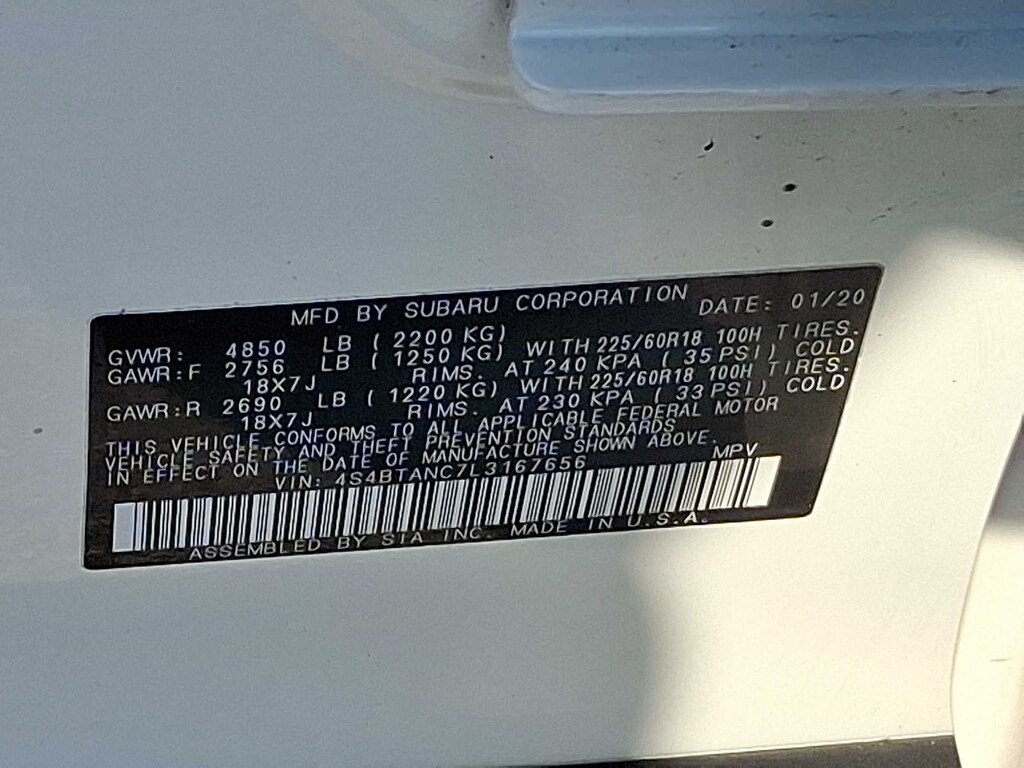 MFD BY SUBARU CORPORATION DATE: 01/20
GVWR: 4850 LB ( 2200 KG)
GAWR:F 2756 LB ( 1250 KG) WITH 225/60R18 100H TIRES.
18X7J RIMS. AT 240 KPA ( 35 PSI) COLD
GAWR:R 2690 LB ( 1220 KG) WITH 225/60R18 100H TIRES.
18X7J RIMS. AT 230 KPA ( 33 PSI) COLD
THIS VEHICLE CONFORMS TO ALL APPLICABLE FEDERAL MOTOR
VEHICLE SAFETY AND THEFT PREVENTION STANDARDS
IN EFFECT ON THE DATE OF MANUFACTURE SHOWN ABOVE.
VIN: 4S4BTANC7L3167656 MPV
ASSEMBLED BY SIA INC. MADE IN U.S.A.